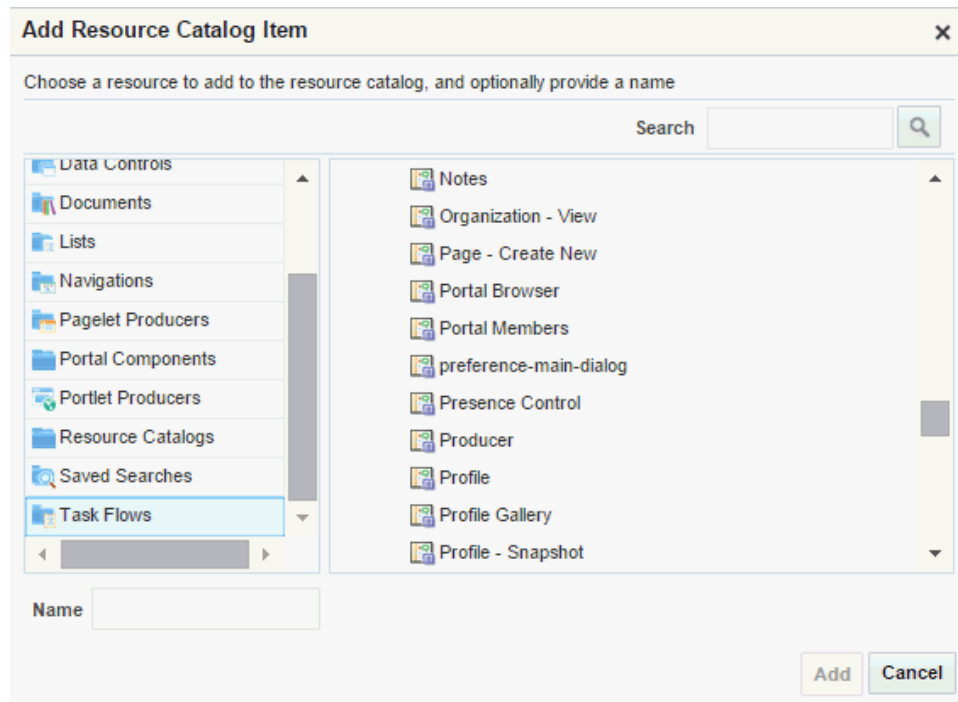 Add Resource Catalog Item
Choose a resource to add to the resource catalog, and optionally provide a name
Search
Data Controls
Documents
Lists
Navigations
Pagelet Producers
Portal Components
Portlet Producers
Resource Catalogs
Saved Searches
Task Flows
Notes
Organization - View
Page - Create New
Portal Browser
Portal Members
preference-main-dialog
Presence Control
Producer
Profile
Profile Gallery
Profile - Snapshot
Name
Add Cancel